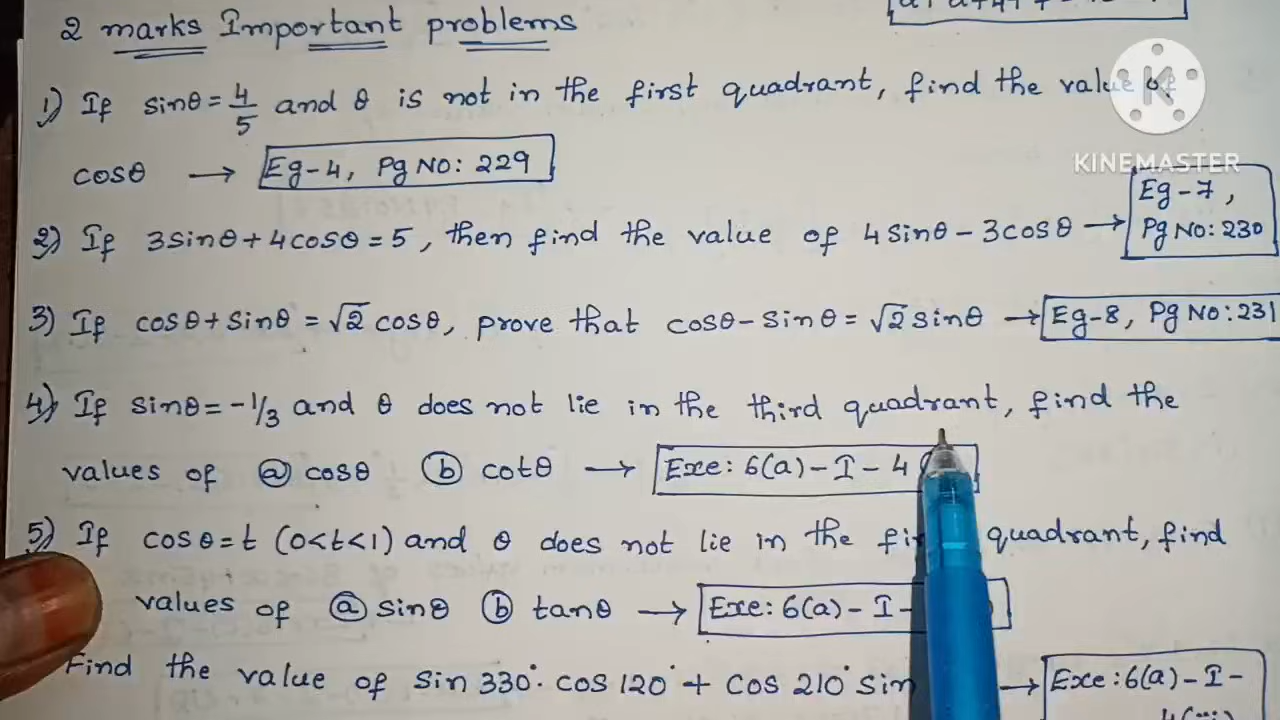 2 marks Important problems
1) If sinθ = 4/5 and θ is not in the first quadrant, find the value of
cosθ → Eg-4, Pg No: 229
KINEMASTER
2) If 3sinθ + 4cosθ = 5, then find the value of 4sinθ - 3cosθ → Eg-7, Pg No: 230
3) If cosθ + sinθ = √2 cosθ, prove that cosθ - sinθ = √2 sinθ → Eg-8, Pg No: 231
4) If sinθ = -1/3 and θ does not lie in the third quadrant, find the
values of ⓐ cosθ ⓑ cotθ → Exe: 6(a)-I-4
5) If cosθ = t (0<t<1) and θ does not lie in the quadrant, find
values of ⓐ sinθ ⓑ tanθ → Exe: 6(a)-I-
Find the value of sin 330°. cos 120° + cos 210° sin → Exe: 6(a)-I-